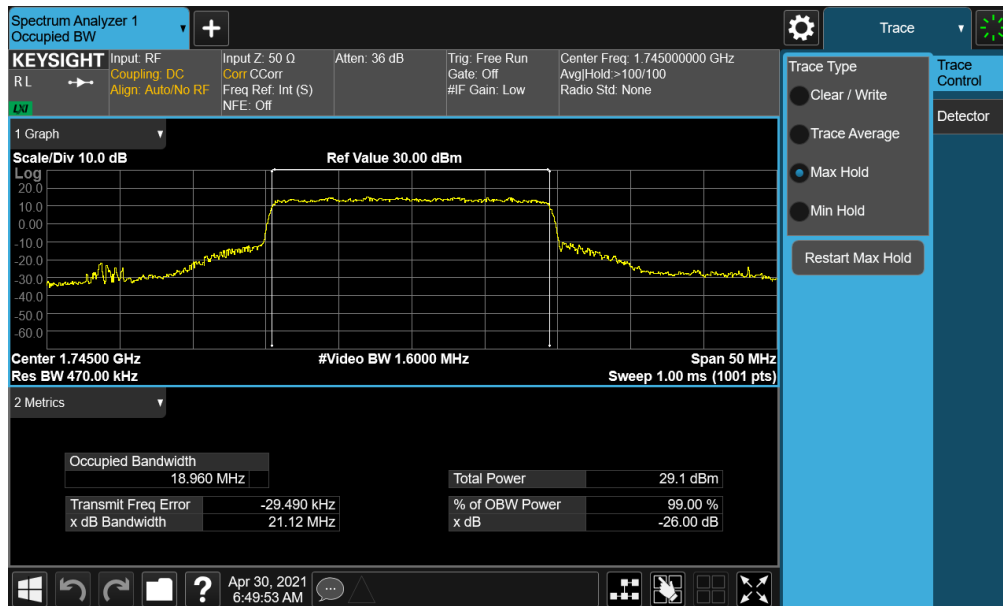 Spectrum Analyzer 1
Occupied BW
+
Trace
KEYSIGHT
RL
LXI
Input: RF
Coupling: DC
Align: Auto/No RF
Input Z: 50 Ω
Corr CCorr
Freq Ref: Int (S)
NFE: Off
Atten: 36 dB
Trig: Free Run
Gate: Off
#IF Gain: Low
Center Freq: 1.745000000 GHz
Avg|Hold:>100/100
Radio Std: None
Trace Type
Clear / Write
Trace Average
Max Hold
Min Hold
Restart Max Hold
Trace
Control
Detector
1 Graph
Scale/Div 10.0 dB
Ref Value 30.00 dBm
Log
20.0
10.0
0.00
-10.0
-20.0
-30.0
-40.0
-50.0
-60.0
Center 1.74500 GHz
#Video BW 1.6000 MHz
Span 50 MHz
Res BW 470.00 kHz
Sweep 1.00 ms (1001 pts)
2 Metrics
Occupied Bandwidth
18.960 MHz
Total Power 29.1 dBm
Transmit Freq Error -29.490 kHz
% of OBW Power 99.00 %
x dB Bandwidth 21.12 MHz
x dB -26.00 dB
?
Apr 30, 2021
6:49:53 AM